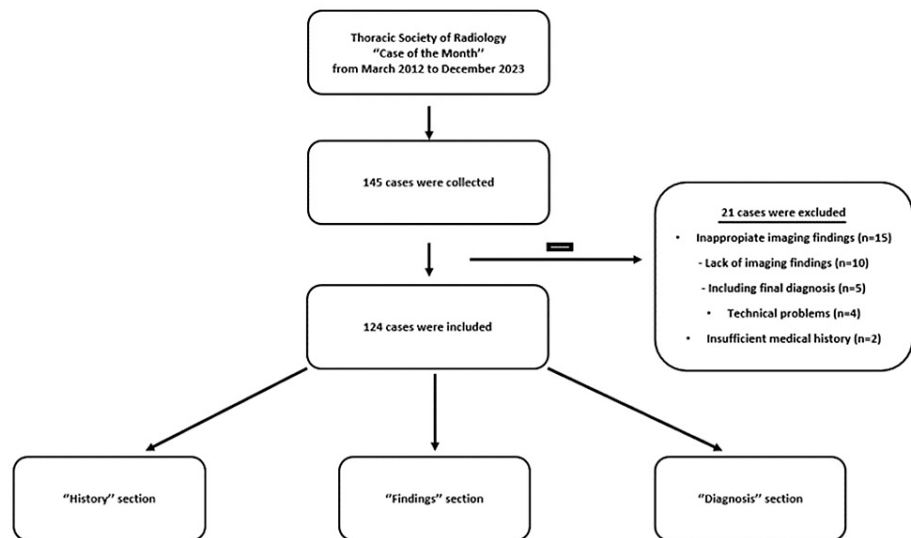 Thoracic Society of Radiology
“Case of the Month”
from March 2012 to December 2023
145 cases were collected
21 cases were excluded
• Inappropiate imaging findings (n=15)
- Lack of imaging findings (n=10)
- Including final diagnosis (n=5)
• Technical problems (n=4)
• Insufficient medical history (n=2)
124 cases were included
“History” section
“Findings” section
“Diagnosis” section